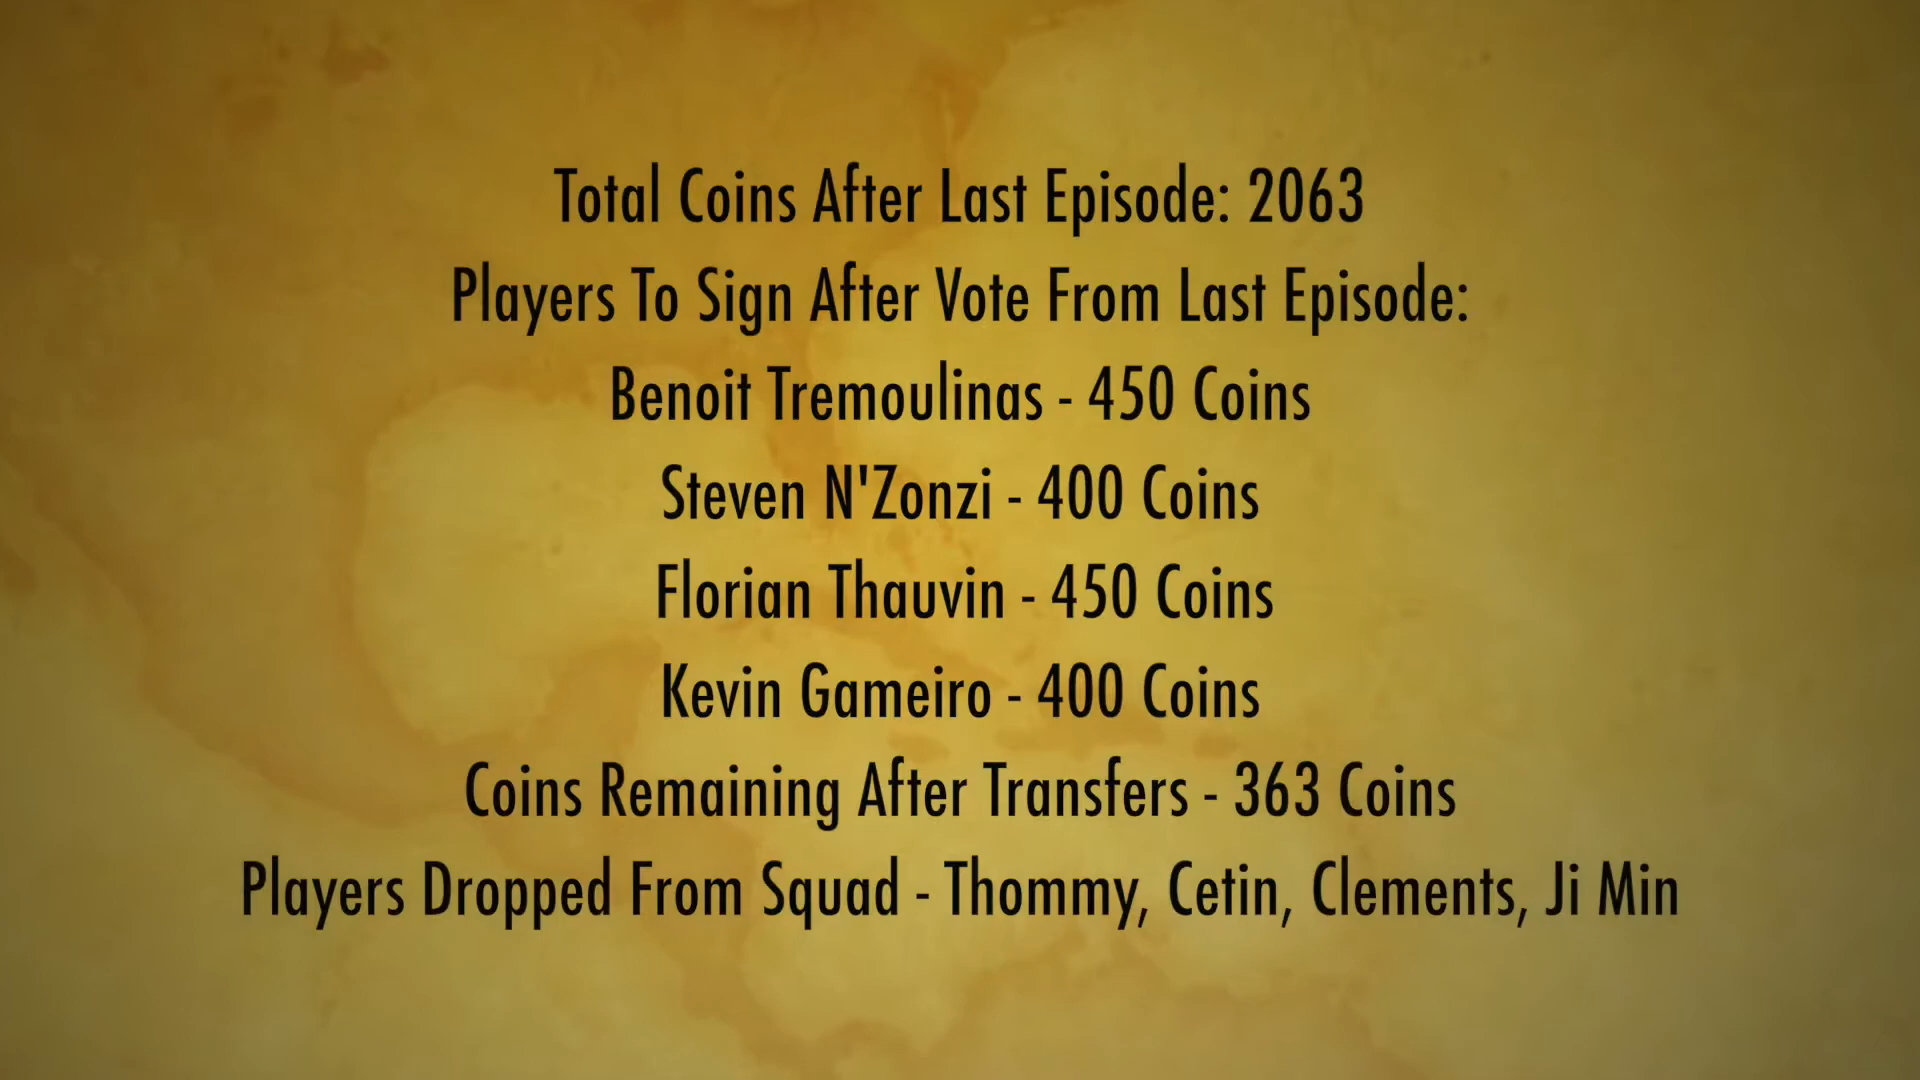 Total Coins After Last Episode: 2063
Players To Sign After Vote From Last Episode:
Benoit Tremoulinas - 450 Coins
Steven N'Zonzi - 400 Coins
Florian Thauvin - 450 Coins
Kevin Gameiro - 400 Coins
Coins Remaining After Transfers - 363 Coins
Players Dropped From Squad - Thommy, Cetin, Clements, Ji Min